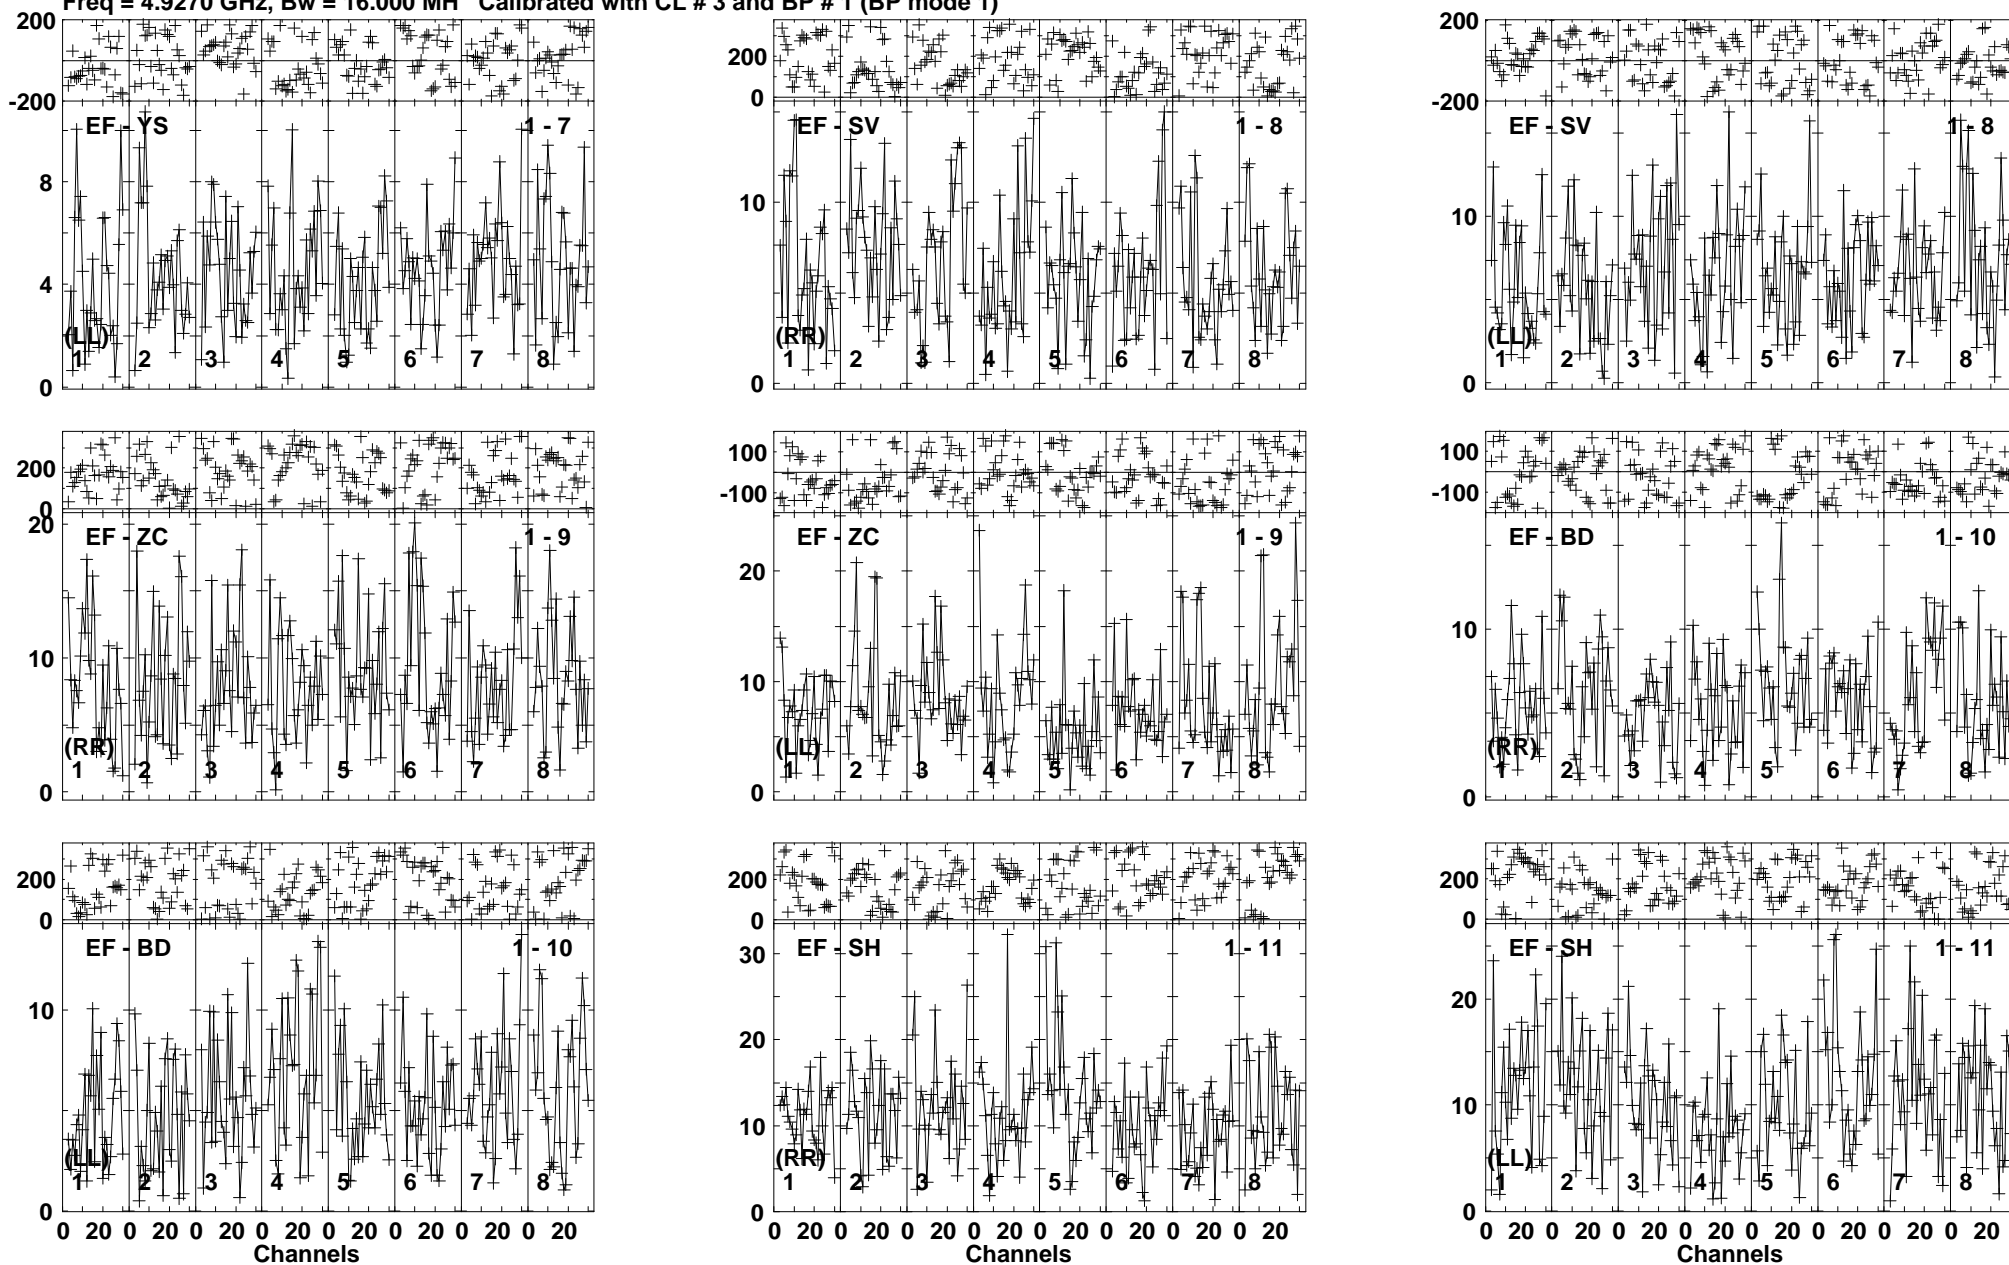 Freq = 4.9270 GHz, Bw = 16.000 MH Calibrated with CL # 3 and BP # 1 (BP mode 1)
200
-200
200
0
200
-200
EF - YS 1 - 7
8
4
0
(LL)
1 2 3 4 5 6 7 8
EF - SV 1 - 8
10
0
(RR)
1 2 3 4 5 6 7 8
EF - SV 1 - 8
10
0
(LL)
1 2 3 4 5 6 7 8
200
0
100
-100
100
-100
EF - ZC 1 - 9
20
10
0
(RR)
1 2 3 4 5 6 7 8
EF - ZC 1 - 9
20
10
0
(LL)
1 2 3 4 5 6 7 8
EF - BD 1 - 10
10
0
(RR)
1 2 3 4 5 6 7 8
200
0
200
0
200
0
EF - BD 1 - 10
10
0
(LL)
1 2 3 4 5 6 7 8
0 20 0 20 0 20 0 20 0 20 0 20 0 20 0 20
Channels
EF - SH 1 - 11
30
20
10
0
(RR)
1 2 3 4 5 6 7 8
0 20 0 20 0 20 0 20 0 20 0 20 0 20 0 20
Channels
EF - SH 1 - 11
20
10
0
(LL)
1 2 3 4 5 6 7 8
0 20 0 20 0 20 0 20 0 20 0 20 0 20 0 20
Channels